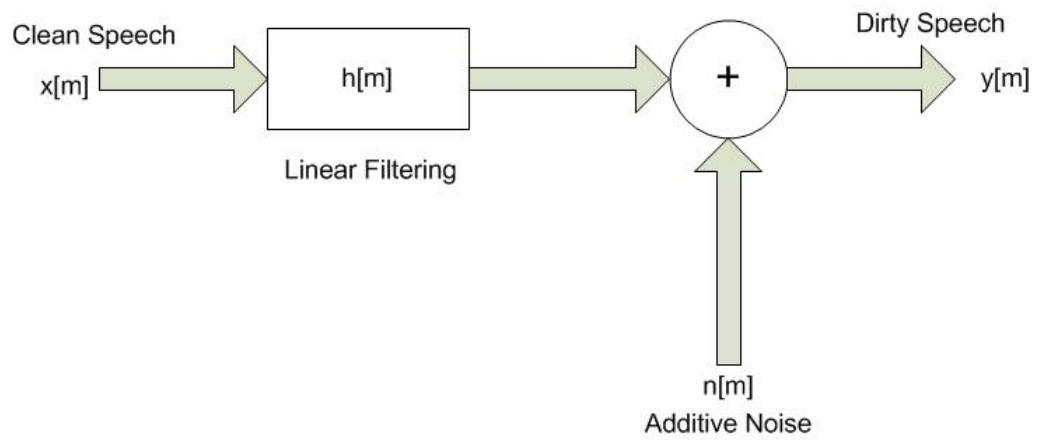 Clean Speech
Dirty Speech
x[m]
h[m]
+
y[m]
Linear Filtering
n[m]
Additive Noise